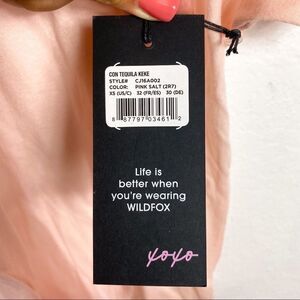 CON TEQUILA KEKE
STYLE# CJ16A002
COLOR: PINK SALT (2R7)
XS (US/C) 32 (FR/ES) 30 (DE)
8 87797 03461 2
Life is
better when
you're wearing
WILDFOX
xoxo